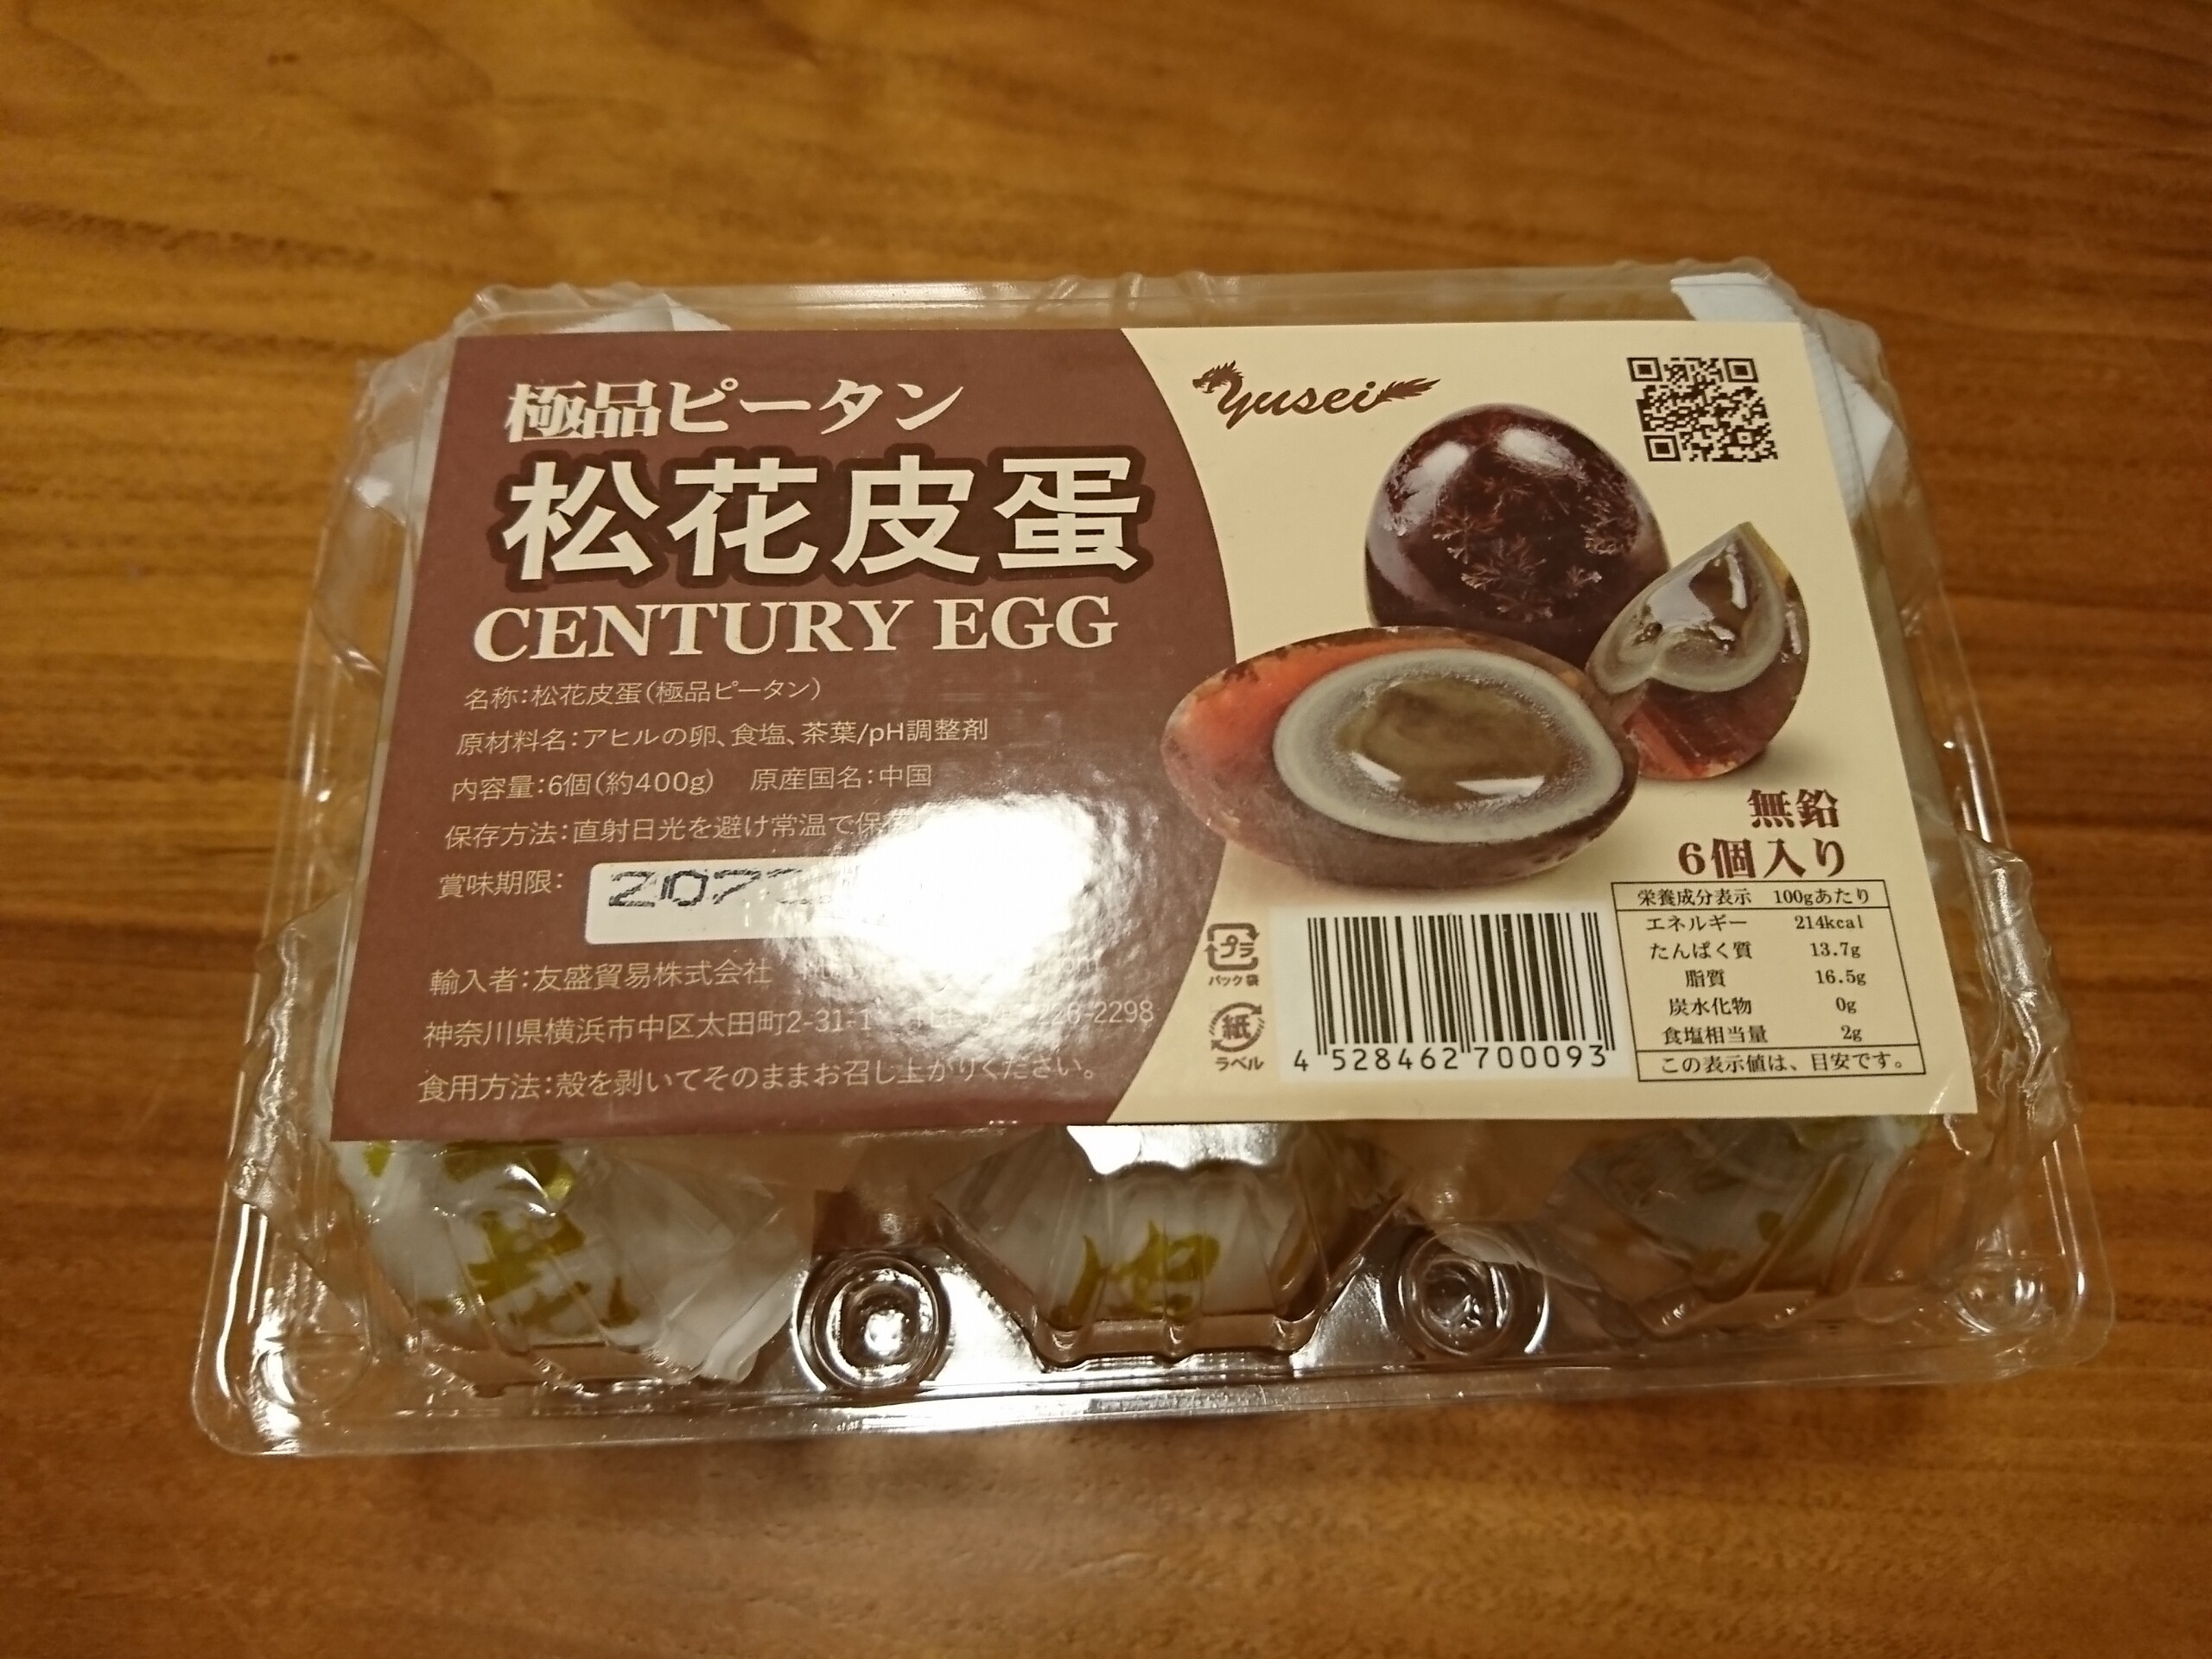 極品ピータン
松花皮蛋
CENTURY EGG
名称：松花皮蛋（極品ピータン）
原材料名：アヒルの卵、食塩、茶葉/pH調整剤
内容量：6個（約400g） 原産国名：中国
保存方法：直射日光を避け常温で保存
賞味期限：
輸入者：友盛貿易株式会社
神奈川県横浜市中区太田町2-31-1 226-2298
食用方法：殻を剥いてそのままお召し上がりください。
yusei
無鉛
6個入り
プラ
パック 袋
紙
ラベル
4 528462 700093
栄養成分表示 100gあたり
エネルギー 214kcal
たんぱく質 13.7g
脂質 16.5g
炭水化物 0g
食塩相当量 2g
この表示値は、目安です。
花